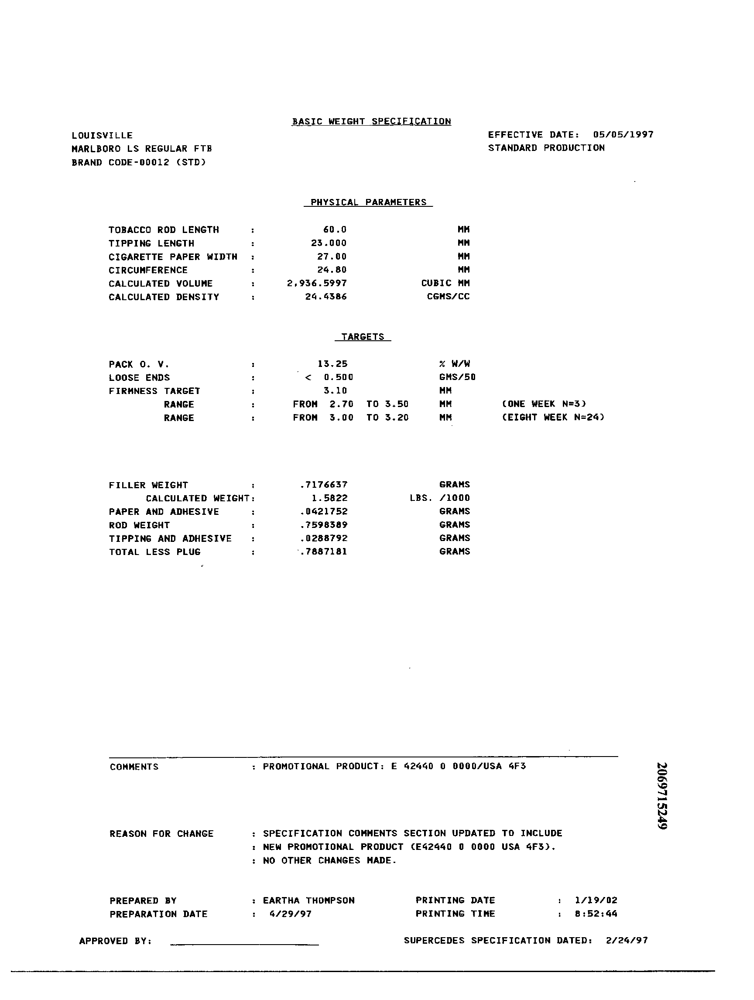 BASIC WEIGHT SPECIFICATION
LOUISVILLE EFFECTIVE DATE: 05/05/1997
MARLBORO LS REGULAR FTB STANDARD PRODUCTION
BRAND CODE-00012 (STD)
PHYSICAL PARAMETERS
TOBACCO ROD LENGTH : 60.0 MM
TIPPING LENGTH : 23.000 MM
CIGARETTE PAPER WIDTH : 27.00 MM
CIRCUMFERENCE : 24.80 MM
CALCULATED VOLUME : 2,936.5997 CUBIC MM
CALCULATED DENSITY : 24.4386 CGMS/CC
TARGETS
PACK O. V. : 13.25 % W/W
LOOSE ENDS : < 0.500 GMS/50
FIRMNESS TARGET : 3.10 MM
RANGE : FROM 2.70 TO 3.50 MM (ONE WEEK N=3)
RANGE : FROM 3.00 TO 3.20 MM (EIGHT WEEK N=24)
FILLER WEIGHT : .7176637 GRAMS
CALCULATED WEIGHT: 1.5822 LBS. /1000
PAPER AND ADHESIVE : .0421752 GRAMS
ROD WEIGHT : .7598389 GRAMS
TIPPING AND ADHESIVE : .0288792 GRAMS
TOTAL LESS PLUG : .7887181 GRAMS
COMMENTS : PROMOTIONAL PRODUCT: E 42440 0 0000/USA 4F3
REASON FOR CHANGE : SPECIFICATION COMMENTS SECTION UPDATED TO INCLUDE
: NEW PROMOTIONAL PRODUCT (E42440 0 0000 USA 4F3).
: NO OTHER CHANGES MADE.
PREPARED BY : EARTHA THOMPSON PRINTING DATE : 1/19/02
PREPARATION DATE : 4/29/97 PRINTING TIME : 8:52:44
APPROVED BY: SUPERCEDES SPECIFICATION DATED: 2/24/97
2069715249